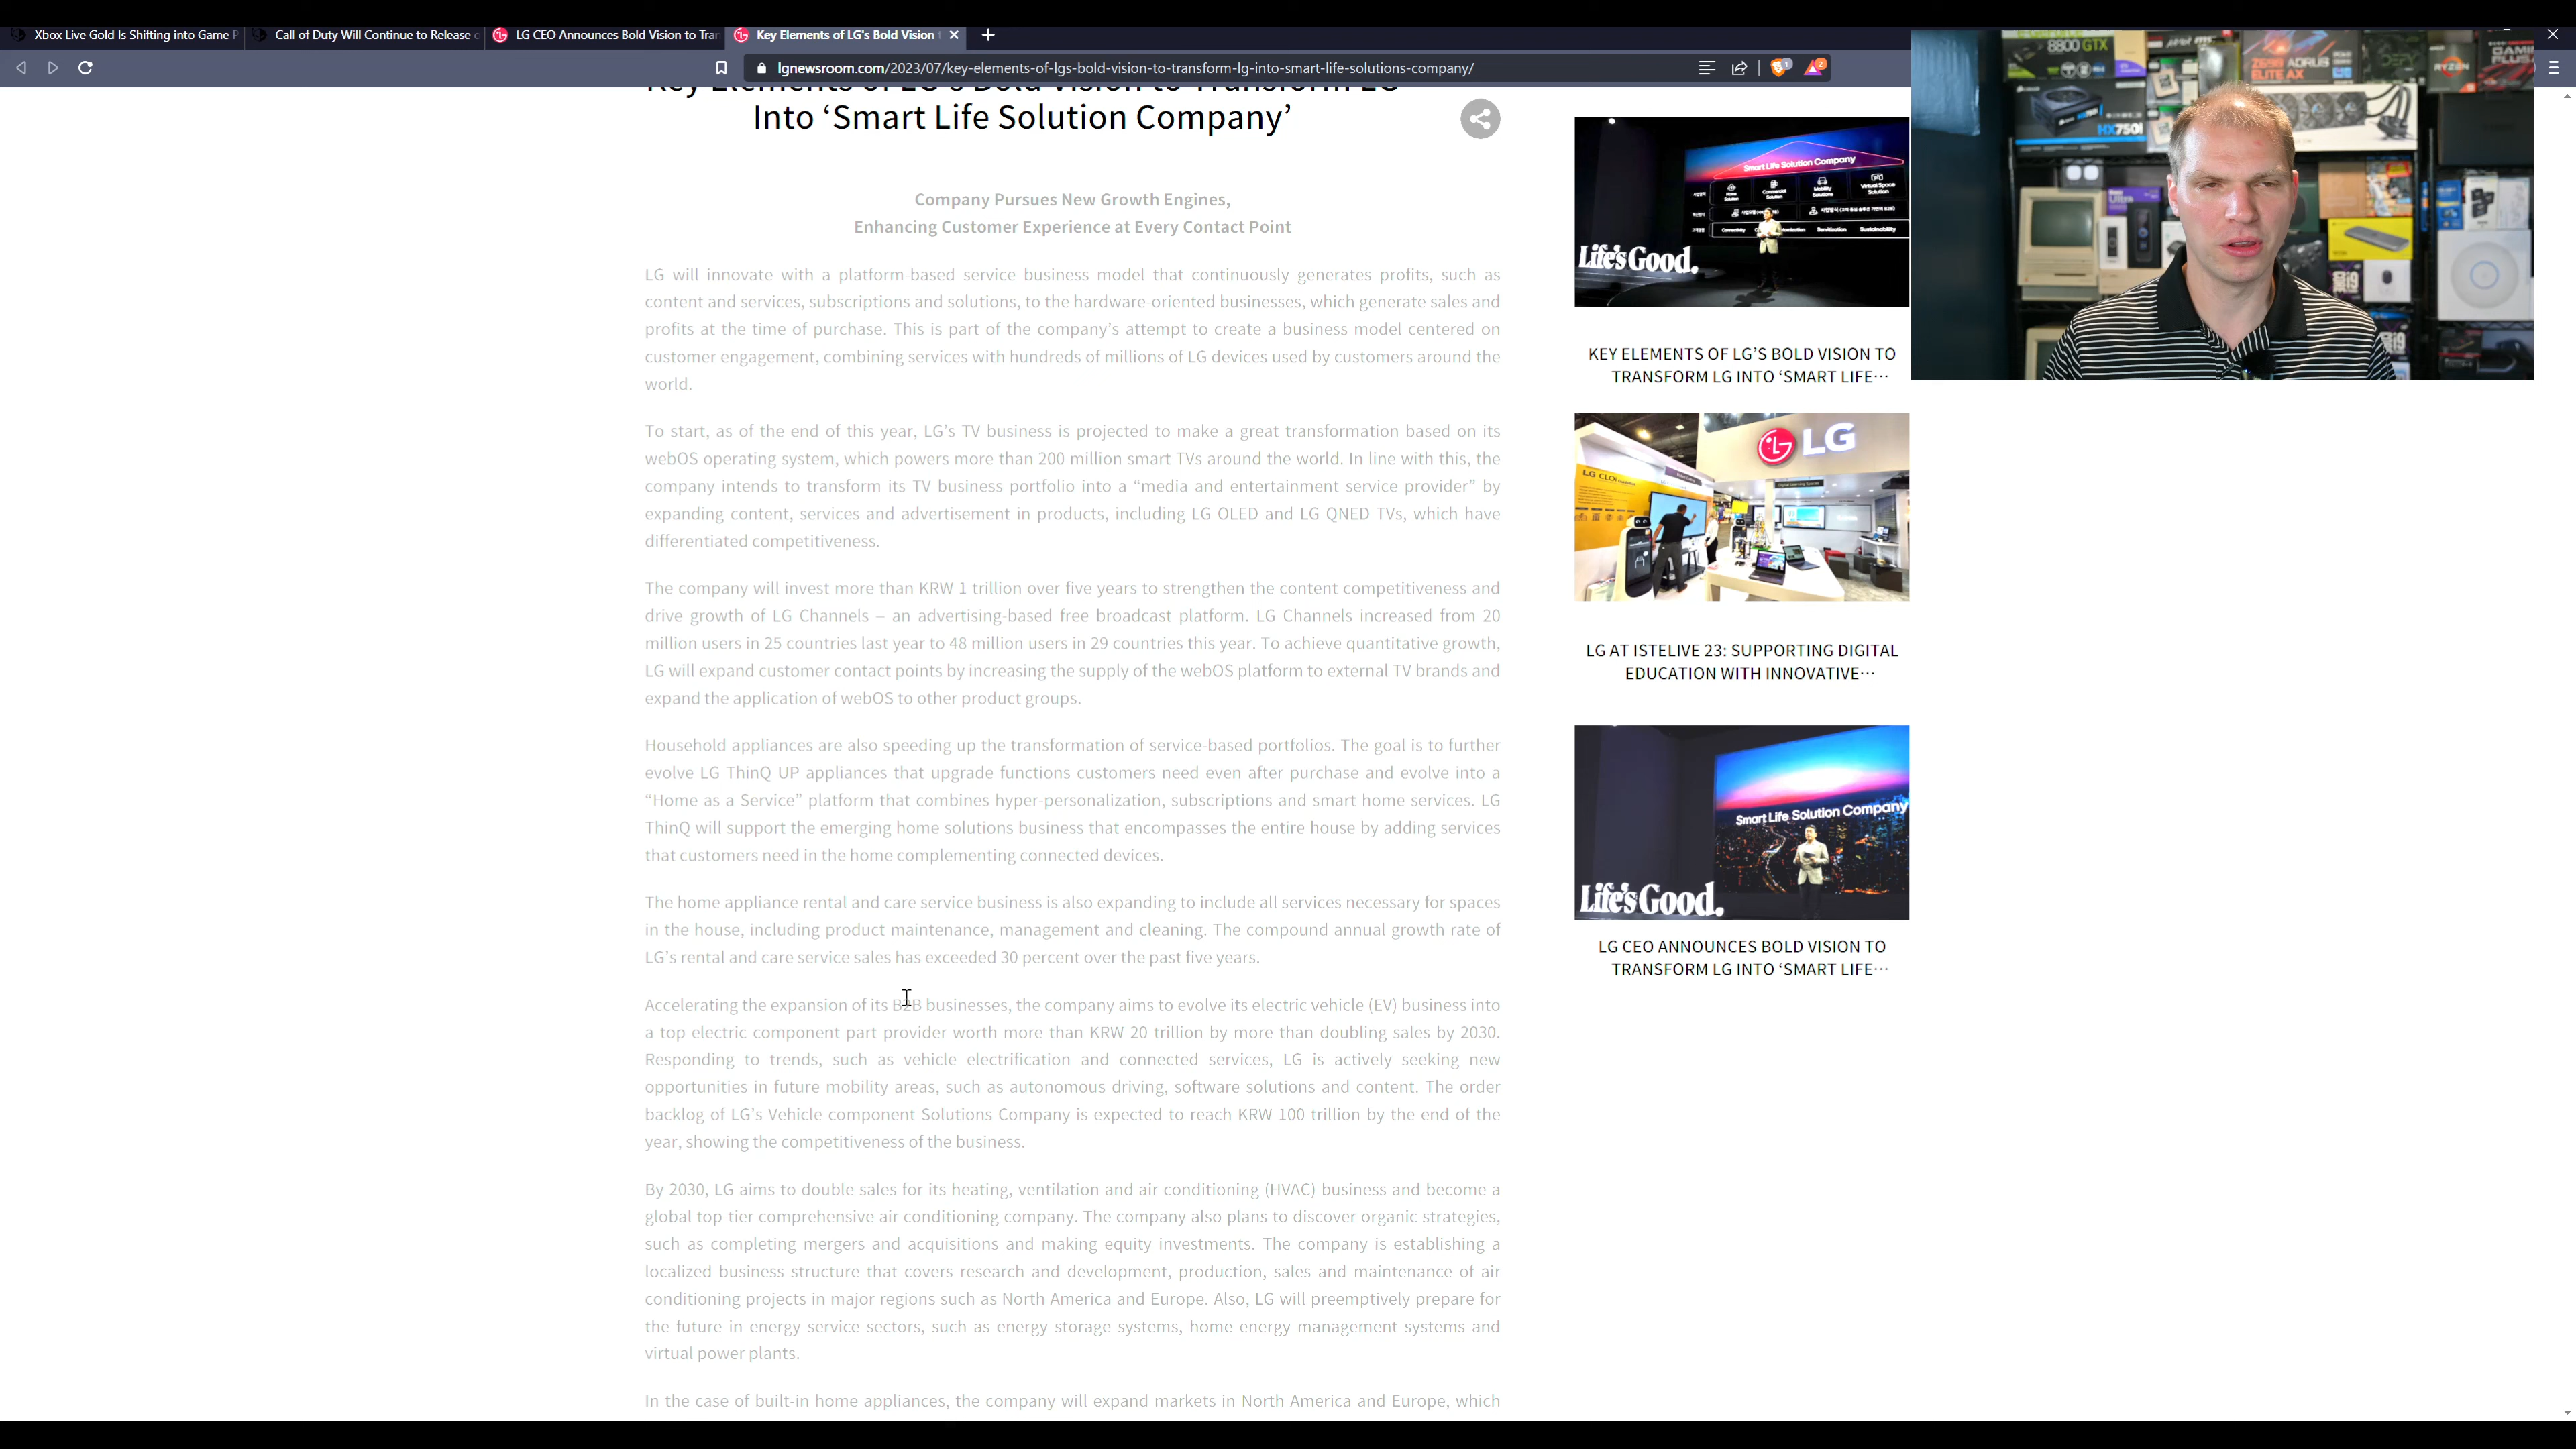 Xbox Live Gold Is Shifting into Game P
Call of Duty Will Continue to Release o
LG CEO Announces Bold Vision to Tran
Key Elements of LG's Bold Vision t
lgnewsroom.com/2023/07/key-elements-of-lgs-bold-vision-to-transform-lg-into-smart-life-solutions-company/
1
2
Key Elements of LG's Bold Vision to Transform LG
Into ‘Smart Life Solution Company’
Company Pursues New Growth Engines,
Enhancing Customer Experience at Every Contact Point
LG will innovate with a platform-based service business model that continuously generates profits, such as
content and services, subscriptions and solutions, to the hardware-oriented businesses, which generate sales and
profits at the time of purchase. This is part of the company’s attempt to create a business model centered on
customer engagement, combining services with hundreds of millions of LG devices used by customers around the
world.
To start, as of the end of this year, LG’s TV business is projected to make a great transformation based on its
webOS operating system, which powers more than 200 million smart TVs around the world. In line with this, the
company intends to transform its TV business portfolio into a “media and entertainment service provider” by
expanding content, services and advertisement in products, including LG OLED and LG QNED TVs, which have
differentiated competitiveness.
The company will invest more than KRW 1 trillion over five years to strengthen the content competitiveness and
drive growth of LG Channels – an advertising-based free broadcast platform. LG Channels increased from 20
million users in 25 countries last year to 48 million users in 29 countries this year. To achieve quantitative growth,
LG will expand customer contact points by increasing the supply of the webOS platform to external TV brands and
expand the application of webOS to other product groups.
Household appliances are also speeding up the transformation of service-based portfolios. The goal is to further
evolve LG ThinQ UP appliances that upgrade functions customers need even after purchase and evolve into a
“Home as a Service” platform that combines hyper-personalization, subscriptions and smart home services. LG
ThinQ will support the emerging home solutions business that encompasses the entire house by adding services
that customers need in the home complementing connected devices.
The home appliance rental and care service business is also expanding to include all services necessary for spaces
in the house, including product maintenance, management and cleaning. The compound annual growth rate of
LG’s rental and care service sales has exceeded 30 percent over the past five years.
Accelerating the expansion of its B2B businesses, the company aims to evolve its electric vehicle (EV) business into
a top electric component part provider worth more than KRW 20 trillion by more than doubling sales by 2030.
Responding to trends, such as vehicle electrification and connected services, LG is actively seeking new
opportunities in future mobility areas, such as autonomous driving, software solutions and content. The order
backlog of LG’s Vehicle component Solutions Company is expected to reach KRW 100 trillion by the end of the
year, showing the competitiveness of the business.
By 2030, LG aims to double sales for its heating, ventilation and air conditioning (HVAC) business and become a
global top-tier comprehensive air conditioning company. The company also plans to discover organic strategies,
such as completing mergers and acquisitions and making equity investments. The company is establishing a
localized business structure that covers research and development, production, sales and maintenance of air
conditioning projects in major regions such as North America and Europe. Also, LG will preemptively prepare for
the future in energy service sectors, such as energy storage systems, home energy management systems and
virtual power plants.
In the case of built-in home appliances, the company will expand markets in North America and Europe, which
Smart Life Solution Company
Home
Solution
Commercial
Solution
Mobility
Solutions
Virtual Space
Solution
Connectivity
Servitization
Sustainability
Life's Good.
KEY ELEMENTS OF LG’S BOLD VISION TO
TRANSFORM LG INTO ‘SMART LIFE…
LG
LG CLOi
LG AT ISTELIVE 23: SUPPORTING DIGITAL
EDUCATION WITH INNOVATIVE…
Smart Life Solution Company
Life's Good.
LG CEO ANNOUNCES BOLD VISION TO
TRANSFORM LG INTO ‘SMART LIFE…
8800 GTX
HX750i
Z690 AORUS
ELITE AX
RYZEN